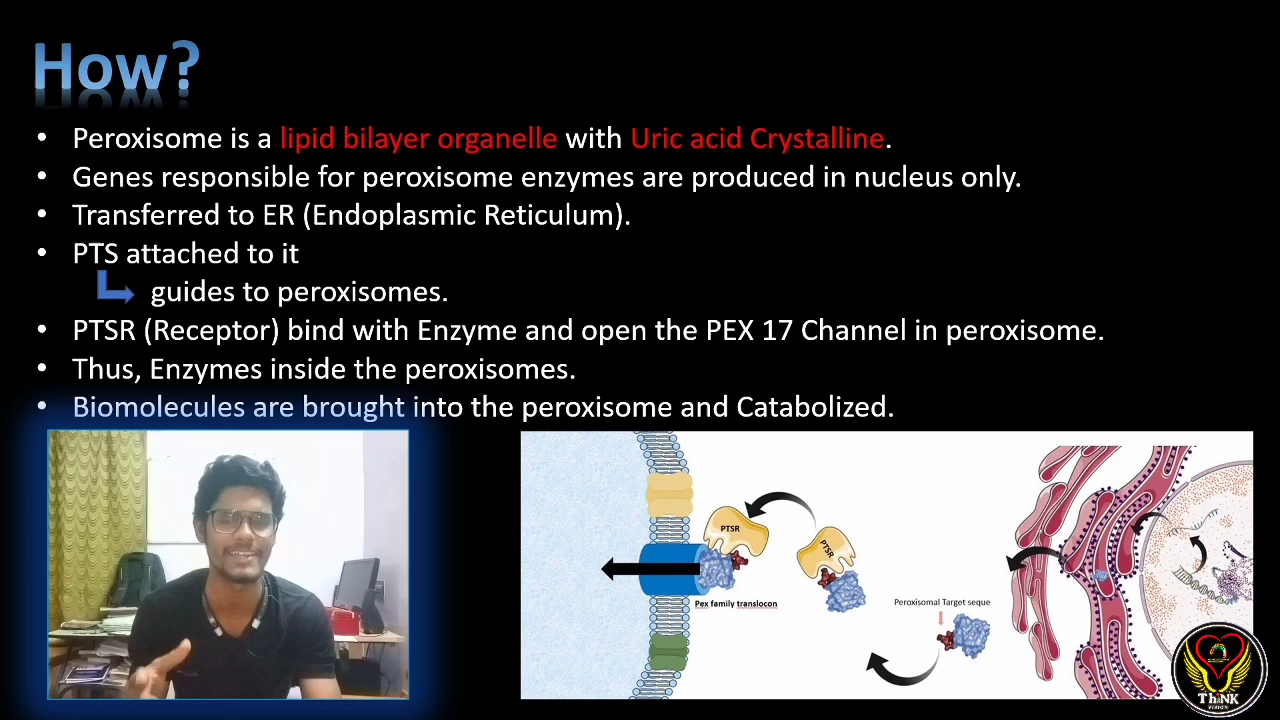 How?
• Peroxisome is a lipid bilayer organelle with Uric acid Crystalline.
• Genes responsible for peroxisome enzymes are produced in nucleus only.
• Transferred to ER (Endoplasmic Reticulum).
• PTS attached to it
guides to peroxisomes.
• PTSR (Receptor) bind with Enzyme and open the PEX 17 Channel in peroxisome.
• Thus, Enzymes inside the peroxisomes.
• Biomolecules are brought into the peroxisome and Catabolized.
PTSR
PTSR
Pex family translocon
Peroxisomal Target seque
ThiNK
VISION